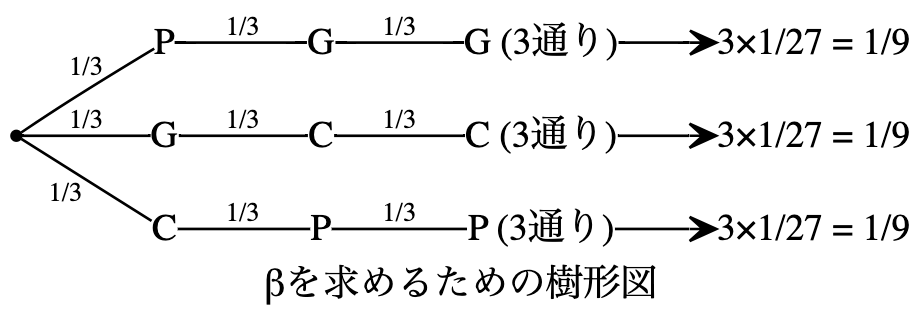 1/3 P 1/3 G 1/3 G (3通り) 3×1/27 = 1/9
1/3 G 1/3 C 1/3 C (3通り) 3×1/27 = 1/9
1/3 C 1/3 P 1/3 P (3通り) 3×1/27 = 1/9
βを求めるための樹形図